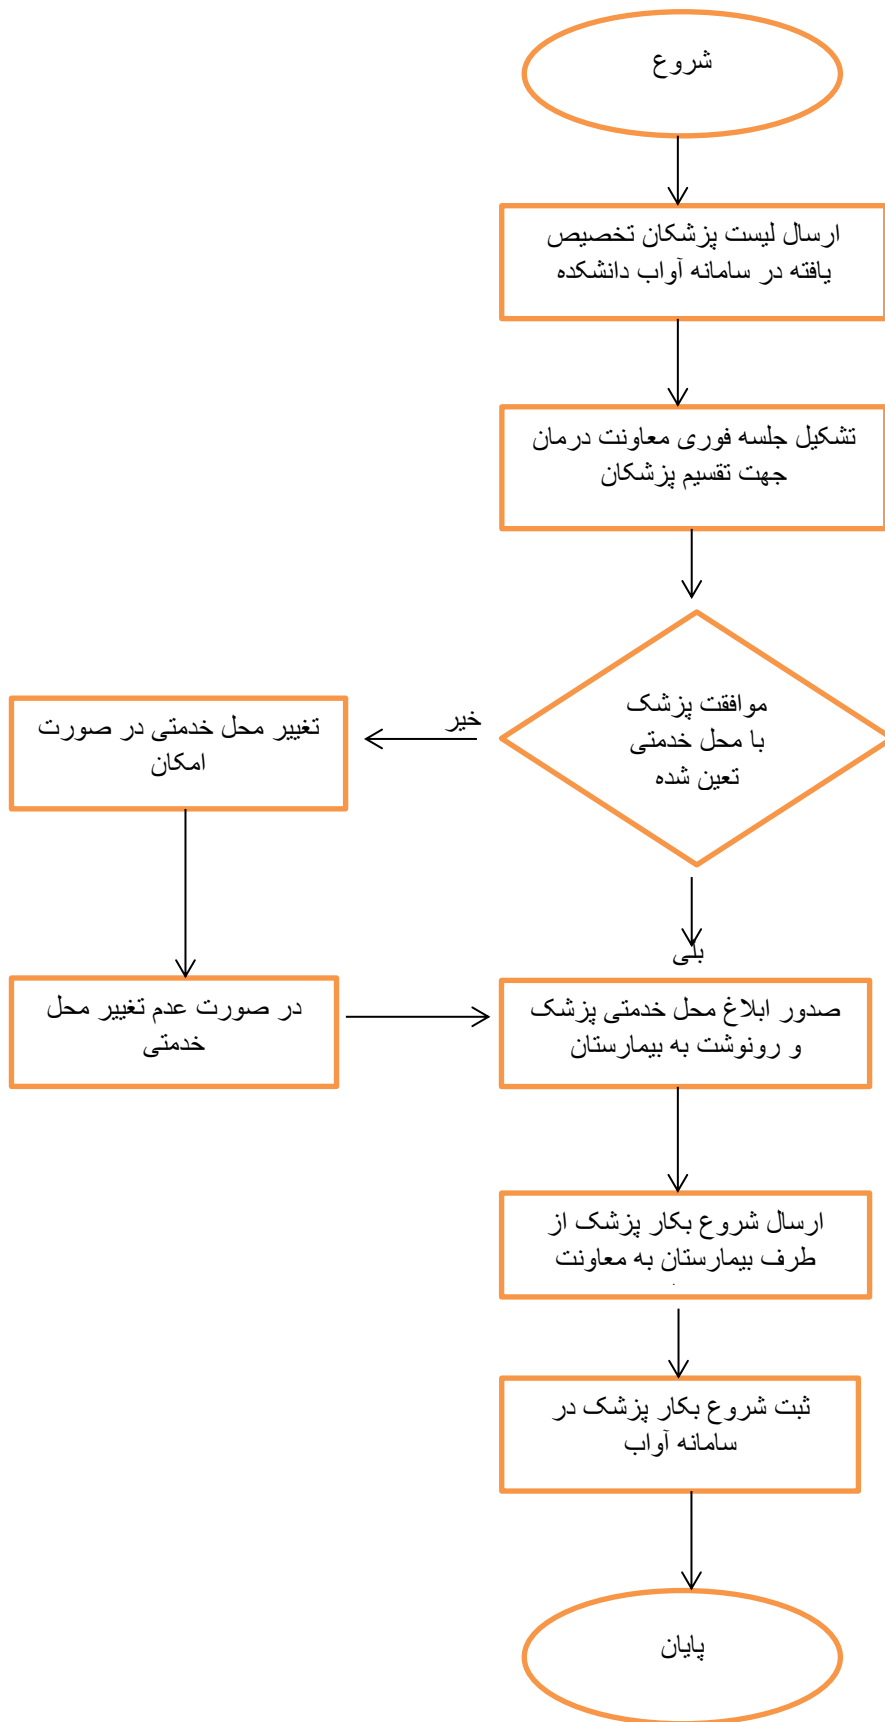 شروع
ارسال لیست پزشکان تخصیص
یافته در سامانه آواب دانشکده
تشکیل جلسه فوری معاونت درمان
جهت تقسیم پزشکان
موافقت پزشک
با محل خدمتی
تعین شده
خیر
تغییر محل خدمتی در صورت
امکان
بلی
در صورت عدم تغییر محل
خدمتی
صدور ابلاغ محل خدمتی پزشک
و رونوشت به بیمارستان
ارسال شروع بکار پزشک از
طرف بیمارستان به معاونت
ثبت شروع بکار پزشک در
سامانه آواب
پایان